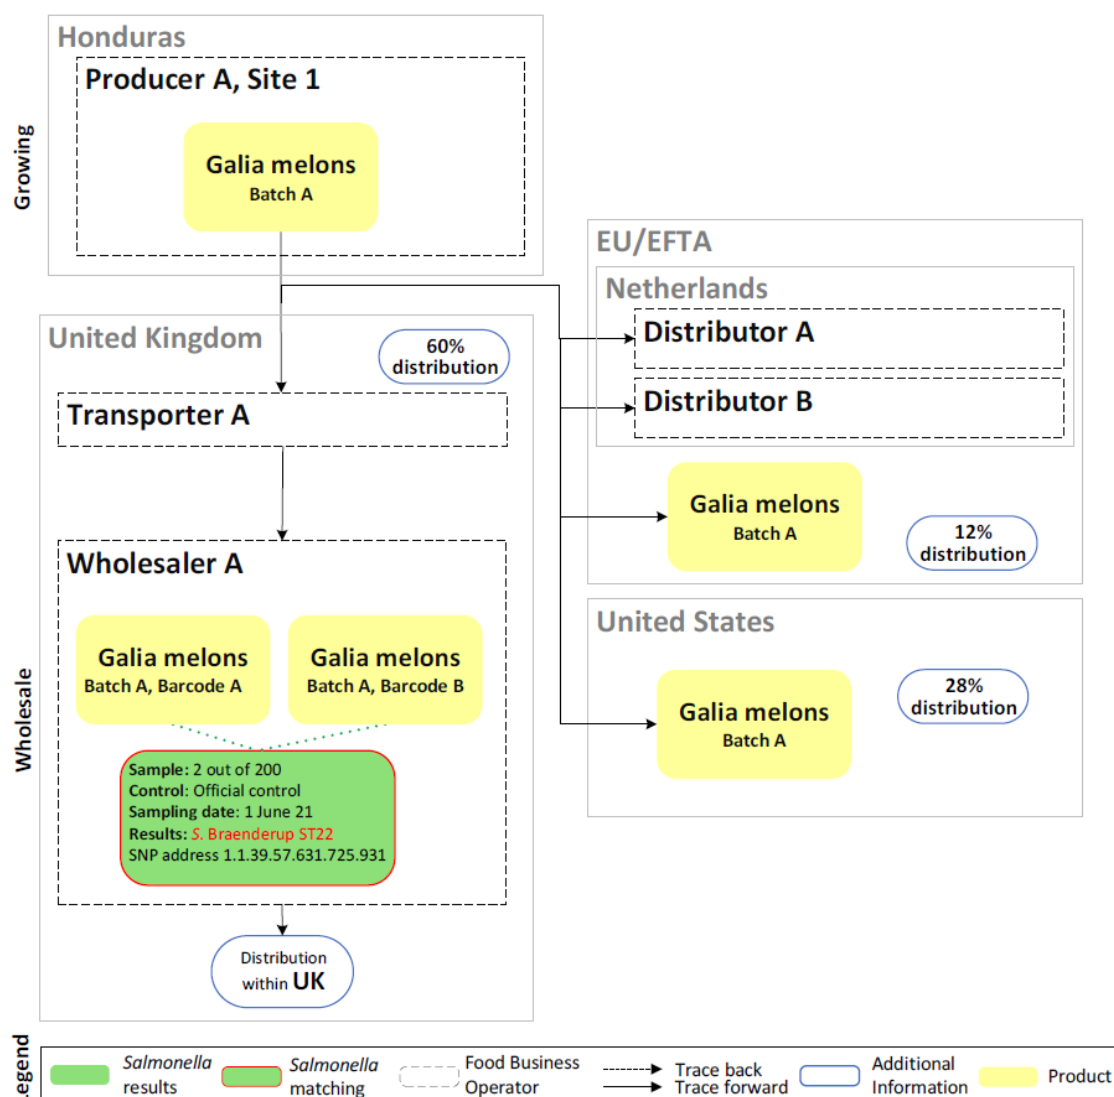 Honduras
Producer A, Site 1
Growing
Galia melons
Batch A
EU/EFTA
Netherlands
Distributor A
Distributor B
Galia melons
Batch A
12%
distribution
United Kingdom
60%
distribution
Transporter A
Wholesale
Wholesaler A
Galia melons
Batch A, Barcode A
Galia melons
Batch A, Barcode B
Sample: 2 out of 200
Control: Official control
Sampling date: 1 June 21
Results: S. Braenderup ST22
SNP address 1.1.39.57.631.725.931
Distribution
within UK
United States
Galia melons
Batch A
28%
distribution
Legend
Salmonella
results
Salmonella
matching
Food Business
Operator
Trace back
Trace forward
Additional
Information
Product